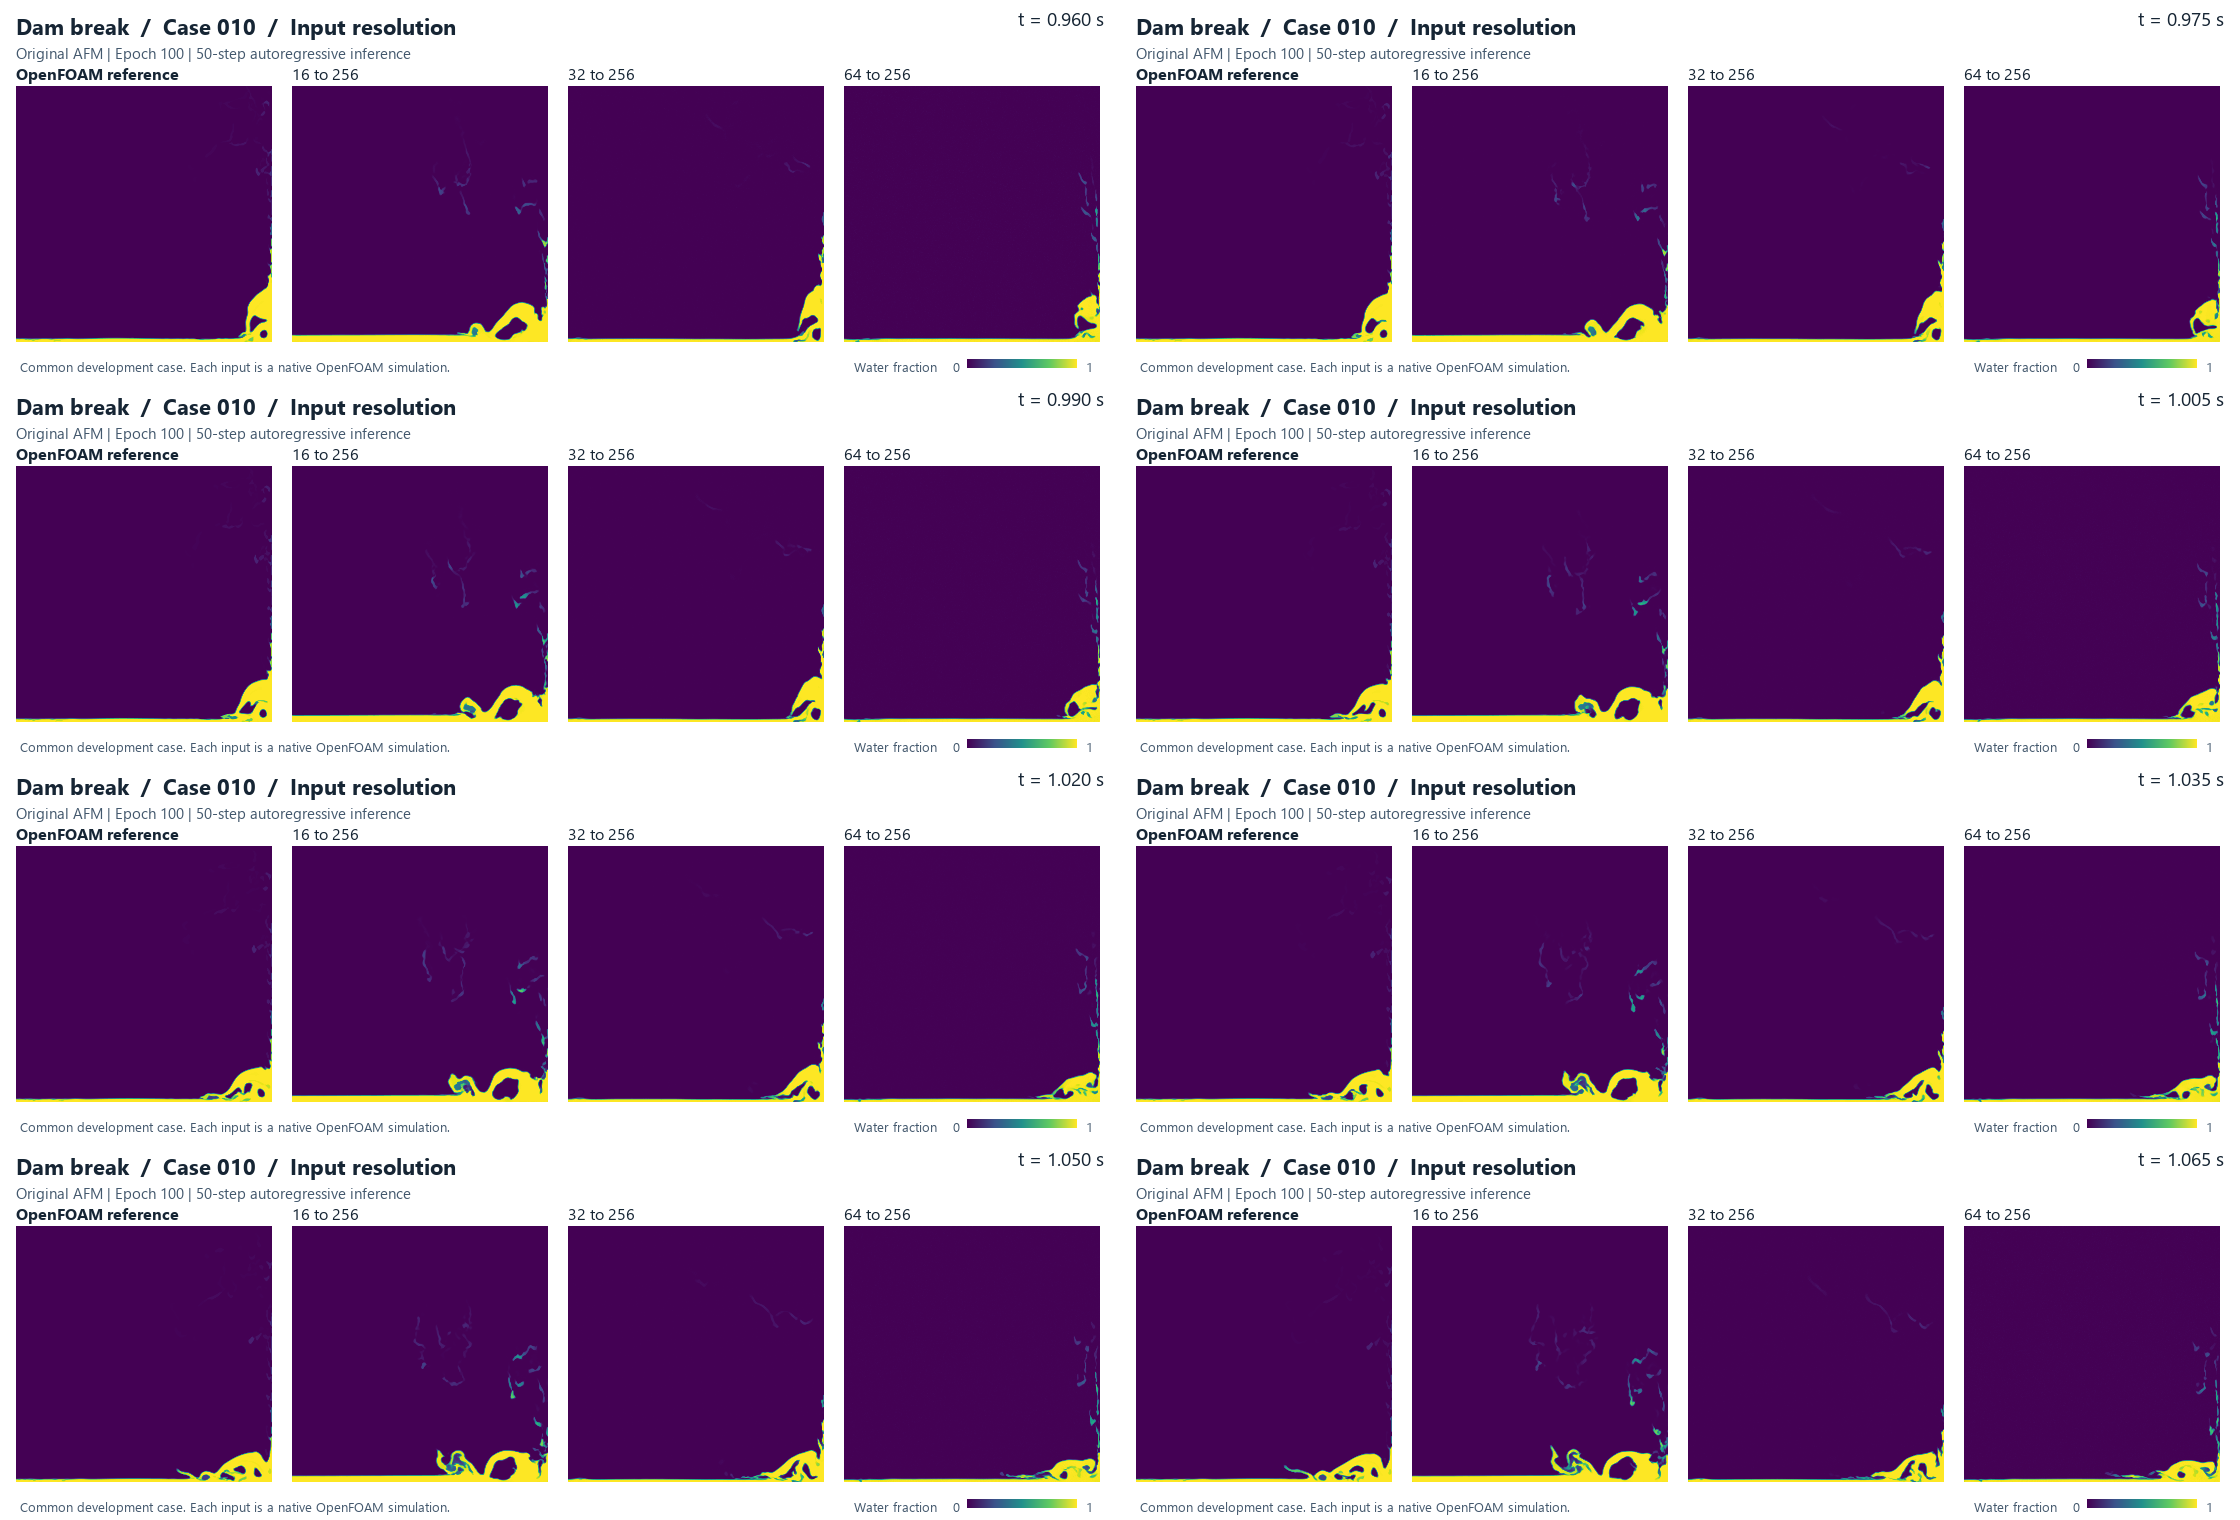 Dam break / Case 010 / Input resolution
t = 0.960 s
Original AFM | Epoch 100 | 50-step autoregressive inference
OpenFOAM reference
16 to 256
32 to 256
64 to 256
Common development case. Each input is a native OpenFOAM simulation.
Water fraction 0 1
Dam break / Case 010 / Input resolution
t = 0.975 s
Original AFM | Epoch 100 | 50-step autoregressive inference
OpenFOAM reference
16 to 256
32 to 256
64 to 256
Common development case. Each input is a native OpenFOAM simulation.
Water fraction 0 1
Dam break / Case 010 / Input resolution
t = 0.990 s
Original AFM | Epoch 100 | 50-step autoregressive inference
OpenFOAM reference
16 to 256
32 to 256
64 to 256
Common development case. Each input is a native OpenFOAM simulation.
Water fraction 0 1
Dam break / Case 010 / Input resolution
t = 1.005 s
Original AFM | Epoch 100 | 50-step autoregressive inference
OpenFOAM reference
16 to 256
32 to 256
64 to 256
Common development case. Each input is a native OpenFOAM simulation.
Water fraction 0 1
Dam break / Case 010 / Input resolution
t = 1.020 s
Original AFM | Epoch 100 | 50-step autoregressive inference
OpenFOAM reference
16 to 256
32 to 256
64 to 256
Common development case. Each input is a native OpenFOAM simulation.
Water fraction 0 1
Dam break / Case 010 / Input resolution
t = 1.035 s
Original AFM | Epoch 100 | 50-step autoregressive inference
OpenFOAM reference
16 to 256
32 to 256
64 to 256
Common development case. Each input is a native OpenFOAM simulation.
Water fraction 0 1
Dam break / Case 010 / Input resolution
t = 1.050 s
Original AFM | Epoch 100 | 50-step autoregressive inference
OpenFOAM reference
16 to 256
32 to 256
64 to 256
Common development case. Each input is a native OpenFOAM simulation.
Water fraction 0 1
Dam break / Case 010 / Input resolution
t = 1.065 s
Original AFM | Epoch 100 | 50-step autoregressive inference
OpenFOAM reference
16 to 256
32 to 256
64 to 256
Common development case. Each input is a native OpenFOAM simulation.
Water fraction 0 1